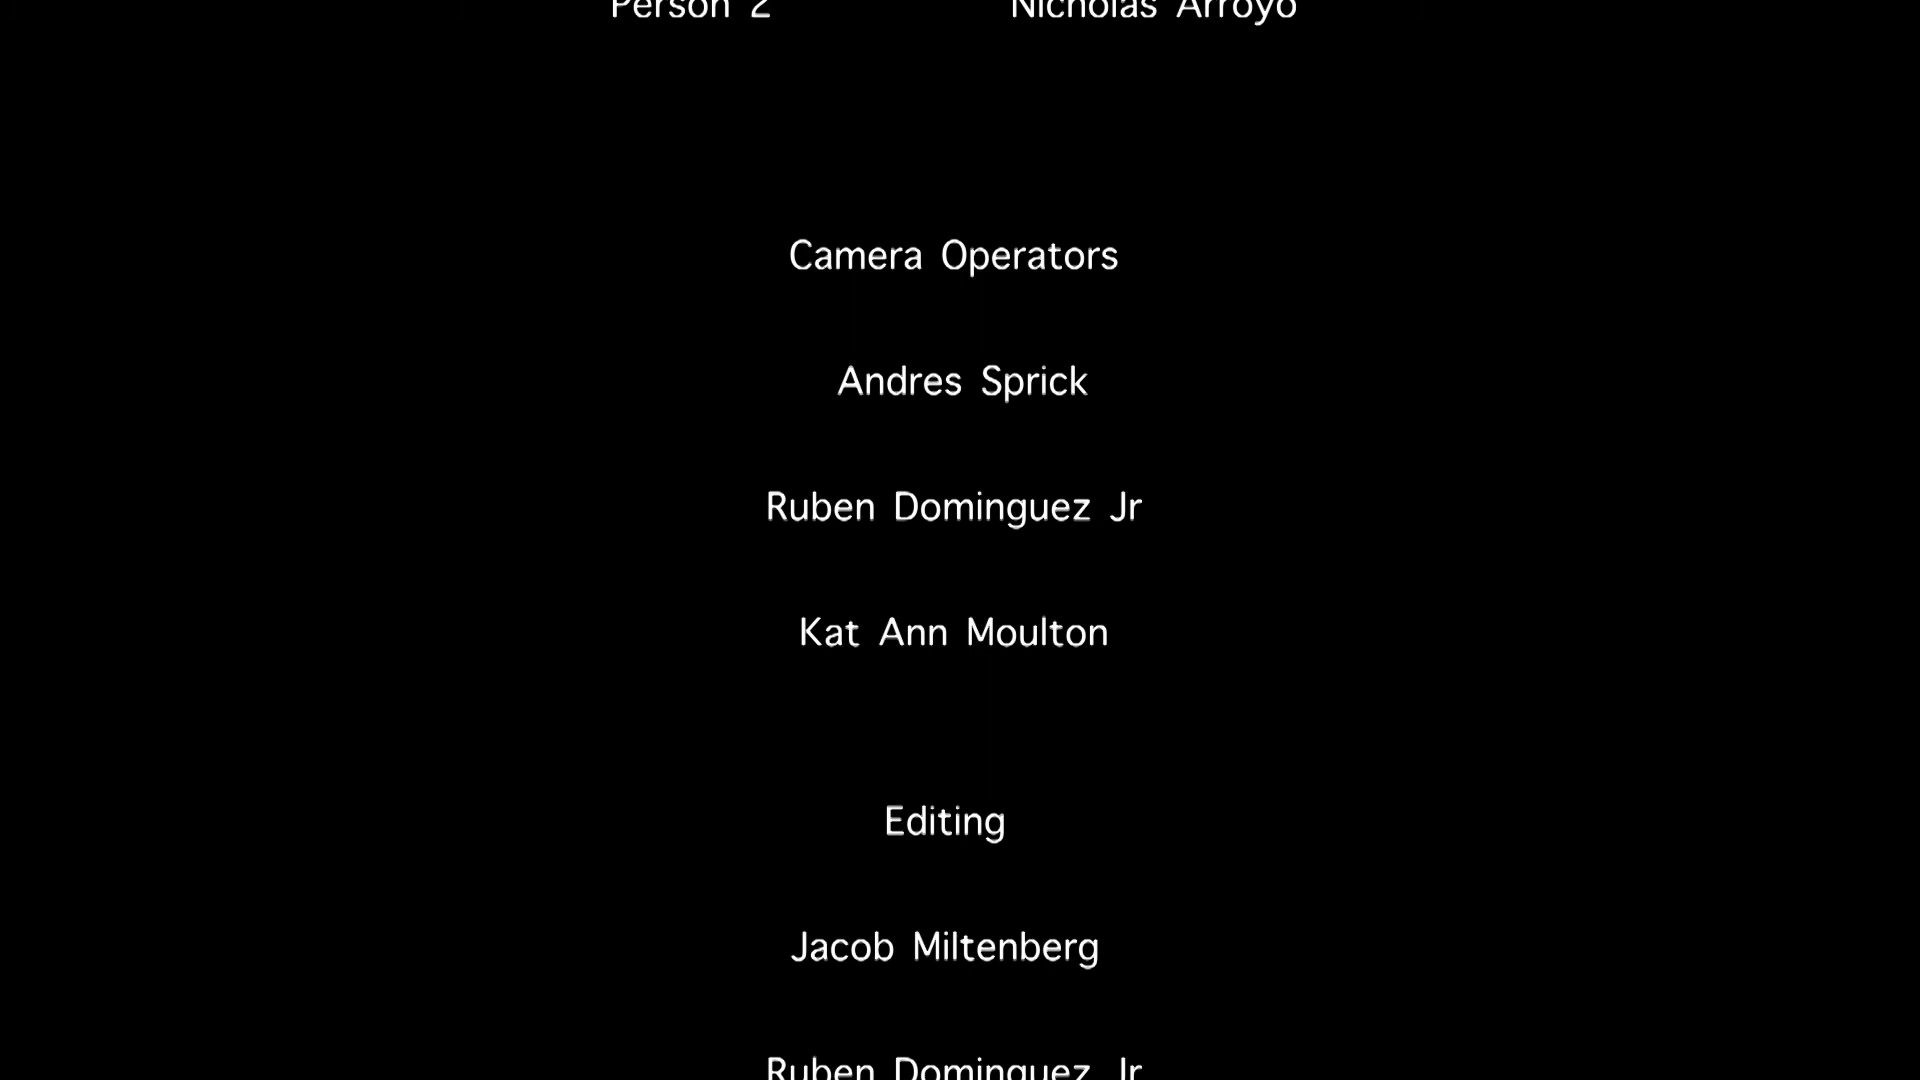 Person 2 Nicholas Arroyo
Camera Operators
Andres Sprick
Ruben Dominguez Jr
Kat Ann Moulton
Editing
Jacob Miltenberg
Ruben Dominguez Jr